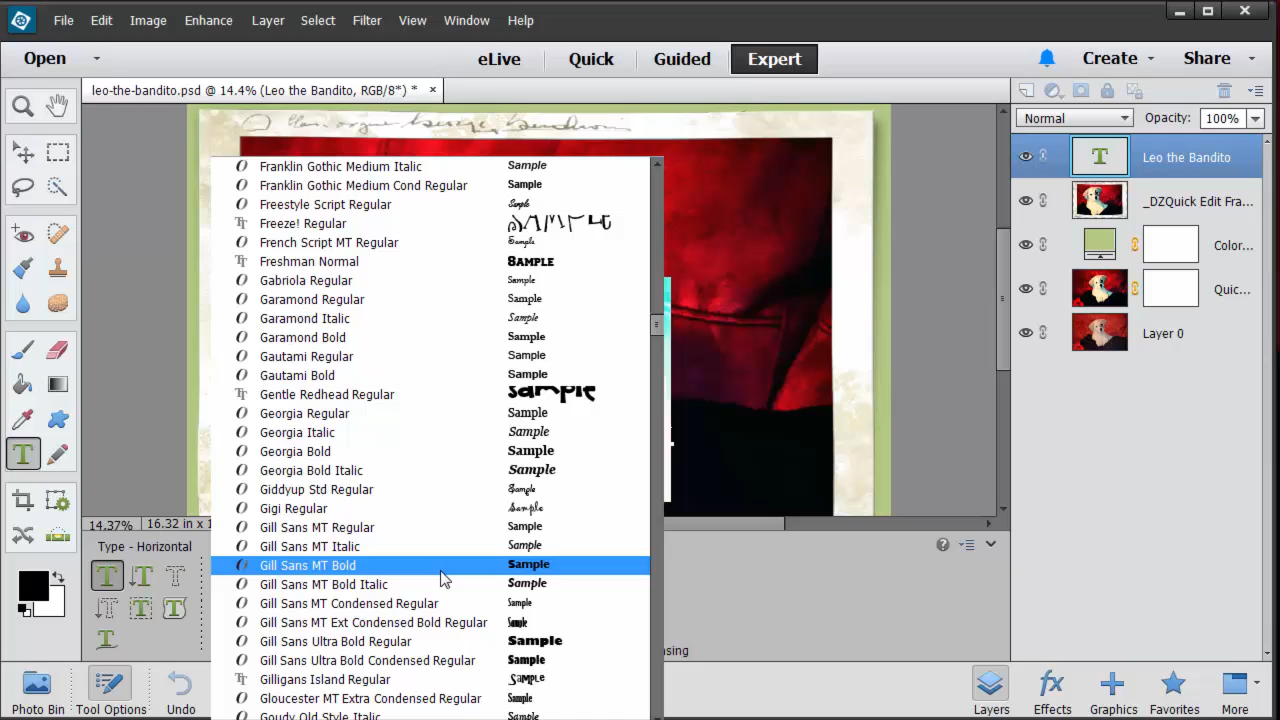 File Edit Image Enhance Layer Select Filter View Window Help
Open eLive Quick Guided Expert Create Share
leo-the-bandito.psd @ 14.4% (Leo the Bandito, RGB/8*) * ×
Normal Opacity: 100%
T Leo the Bandito
_DZQuick Edit Fra...
Color...
Quic...
Layer 0
Franklin Gothic Medium Italic Sample
Franklin Gothic Medium Cond Regular Sample
Freestyle Script Regular Sample
Freeze! Regular SAMPLE
French Script MT Regular Sample
Freshman Normal SAMPLE
Gabriola Regular Sample
Garamond Regular Sample
Garamond Italic Sample
Garamond Bold Sample
Gautami Regular Sample
Gautami Bold Sample
Gentle Redhead Regular Sample
Georgia Regular Sample
Georgia Italic Sample
Georgia Bold Sample
Georgia Bold Italic Sample
Giddyup Std Regular Sample
Gigi Regular Sample
Gill Sans MT Regular Sample
Gill Sans MT Italic Sample
Gill Sans MT Bold Sample
Gill Sans MT Bold Italic Sample
Gill Sans MT Condensed Regular Sample
Gill Sans MT Ext Condensed Bold Regular Sample
Gill Sans Ultra Bold Regular Sample
Gill Sans Ultra Bold Condensed Regular Sample
Gilligans Island Regular Sample
Gloucester MT Extra Condensed Regular Sample
Goudy Old Style Italic Sample
14.37% 16.32 in x 1
Type - Horizontal
Photo Bin Tool Options Undo Layers Effects Graphics Favorites More